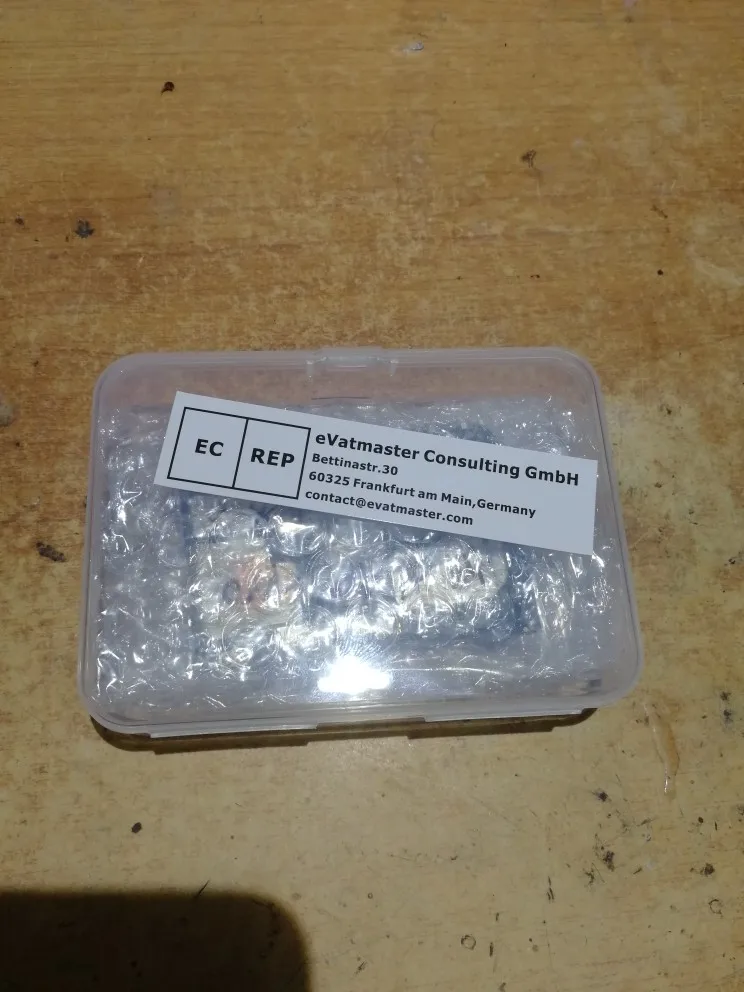 EC REP
eVatmaster Consulting GmbH
Bettinastr.30
60325 Frankfurt am Main,Germany
contact@evatmaster.com